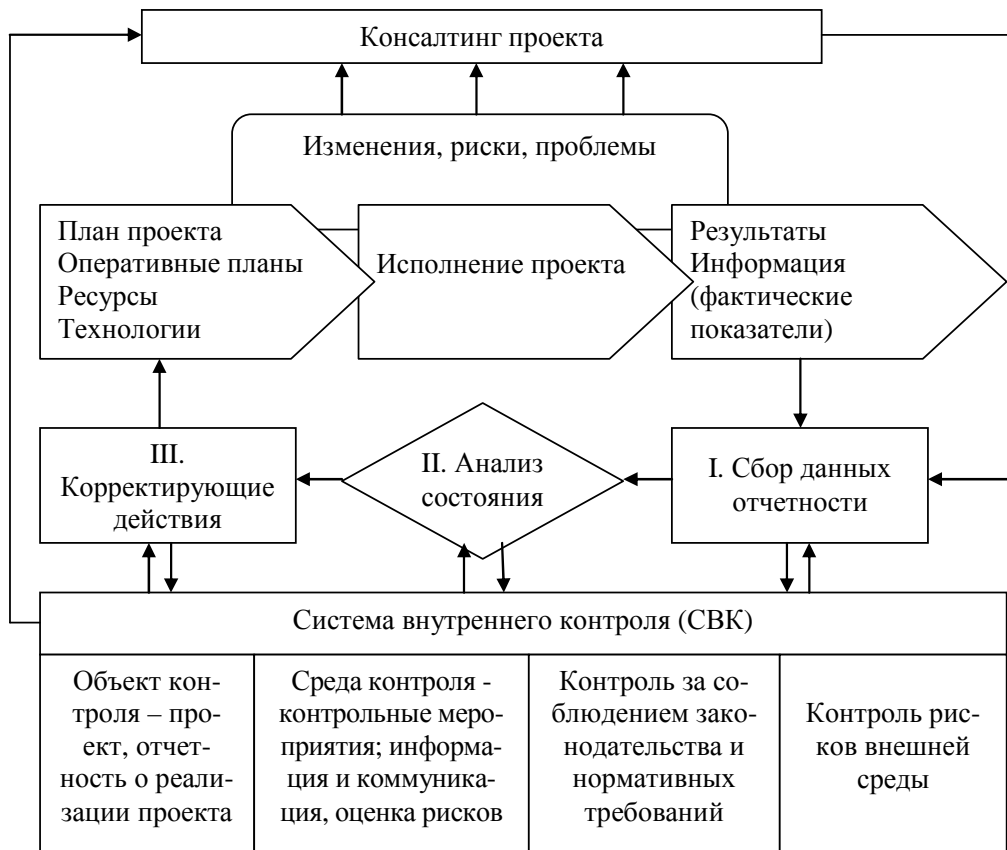 Консалтинг проекта
Изменения, риски, проблемы
План проекта
Оперативные планы
Ресурсы
Технологии
Исполнение проекта
Результаты
Информация
(фактические
показатели)
III.
Корректирующие
действия
II. Анализ
состояния
I. Сбор данных
отчетности
Система внутреннего контроля (СВК)
Объект кон-
троля – про-
ект, отчет-
ность о реали-
зации проекта
Среда контроля -
контрольные меро-
приятия; информа-
ция и коммуника-
ция, оценка рисков
Контроль за со-
блюдением зако-
нодательства и
нормативных
требований
Контроль рис-
ков внешней
среды